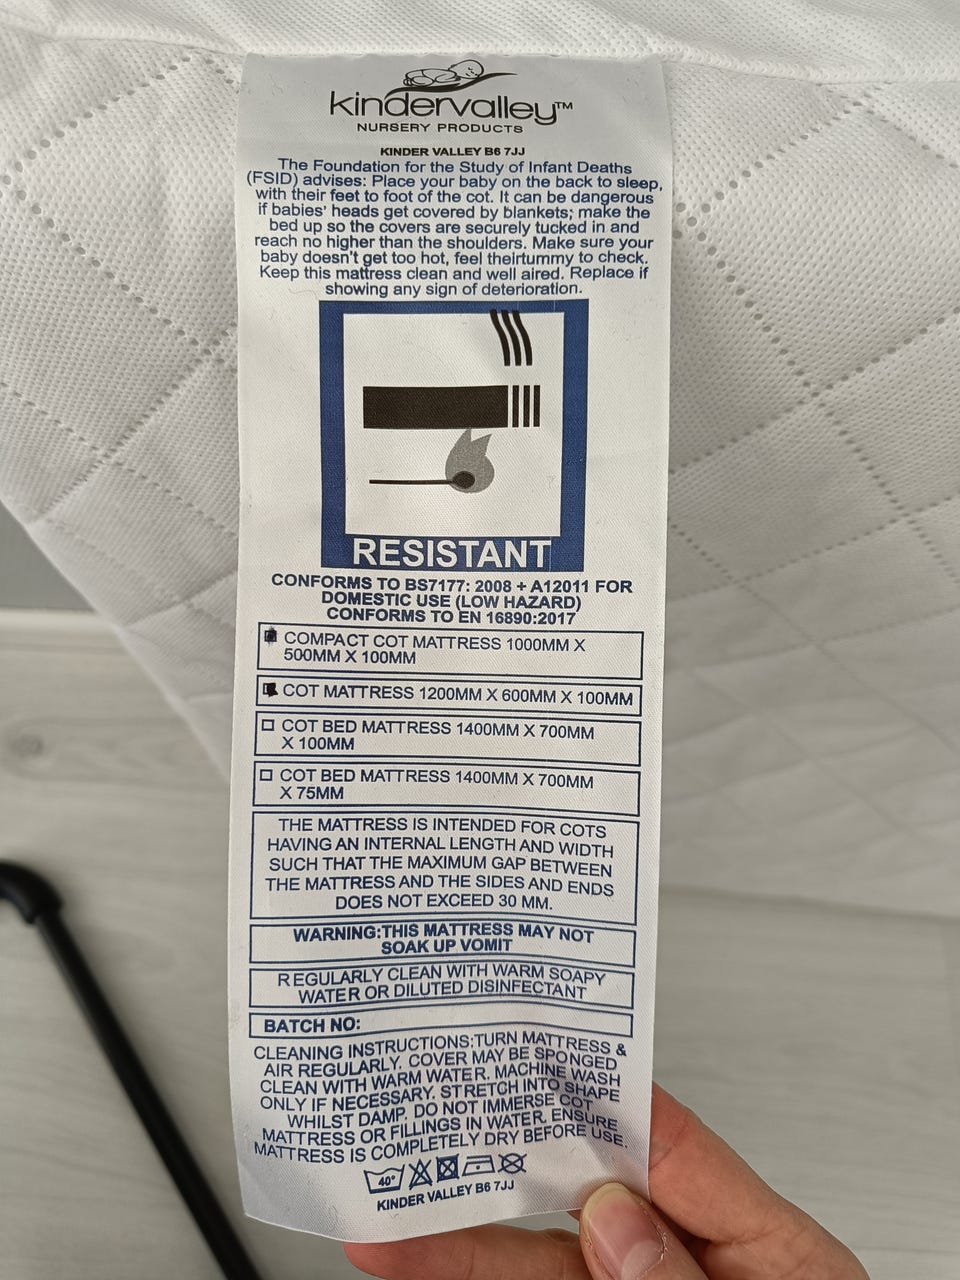 kindervalley™
NURSERY PRODUCTS
KINDER VALLEY B6 7JJ
The Foundation for the Study of Infant Deaths
(FSID) advises: Place your baby on the back to sleep,
with their feet to foot of the cot. It can be dangerous
if babies' heads get covered by blankets; make the
bed up so the covers are securely tucked in and
reach no higher than the shoulders. Make sure your
baby doesn't get too hot, feel theirtummy to check.
Keep this mattress clean and well aired. Replace if
showing any sign of deterioration.
RESISTANT
CONFORMS TO BS7177: 2008 + A12011 FOR
DOMESTIC USE (LOW HAZARD)
CONFORMS TO EN 16890:2017
COMPACT COT MATTRESS 1000MM X
500MM X 100MM
COT MATTRESS 1200MM X 600MM X 100MM
COT BED MATTRESS 1400MM X 700MM
X 100MM
COT BED MATTRESS 1400MM X 700MM
X 75MM
THE MATTRESS IS INTENDED FOR COTS
HAVING AN INTERNAL LENGTH AND WIDTH
SUCH THAT THE MAXIMUM GAP BETWEEN
THE MATTRESS AND THE SIDES AND ENDS
DOES NOT EXCEED 30 MM.
WARNING:THIS MATTRESS MAY NOT
SOAK UP VOMIT
REGULARLY CLEAN WITH WARM SOAPY
WATER OR DILUTED DISINFECTANT
BATCH NO:
CLEANING INSTRUCTIONS:TURN MATTRESS &
AIR REGULARLY. COVER MAY BE SPONGED
CLEAN WITH WARM WATER. MACHINE WASH
ONLY IF NECESSARY. STRETCH INTO SHAPE
WHILST DAMP. DO NOT IMMERSE COT
MATTRESS OR FILLINGS IN WATER. ENSURE
MATTRESS IS COMPLETELY DRY BEFORE USE.
40°
KINDER VALLEY B6 7JJ